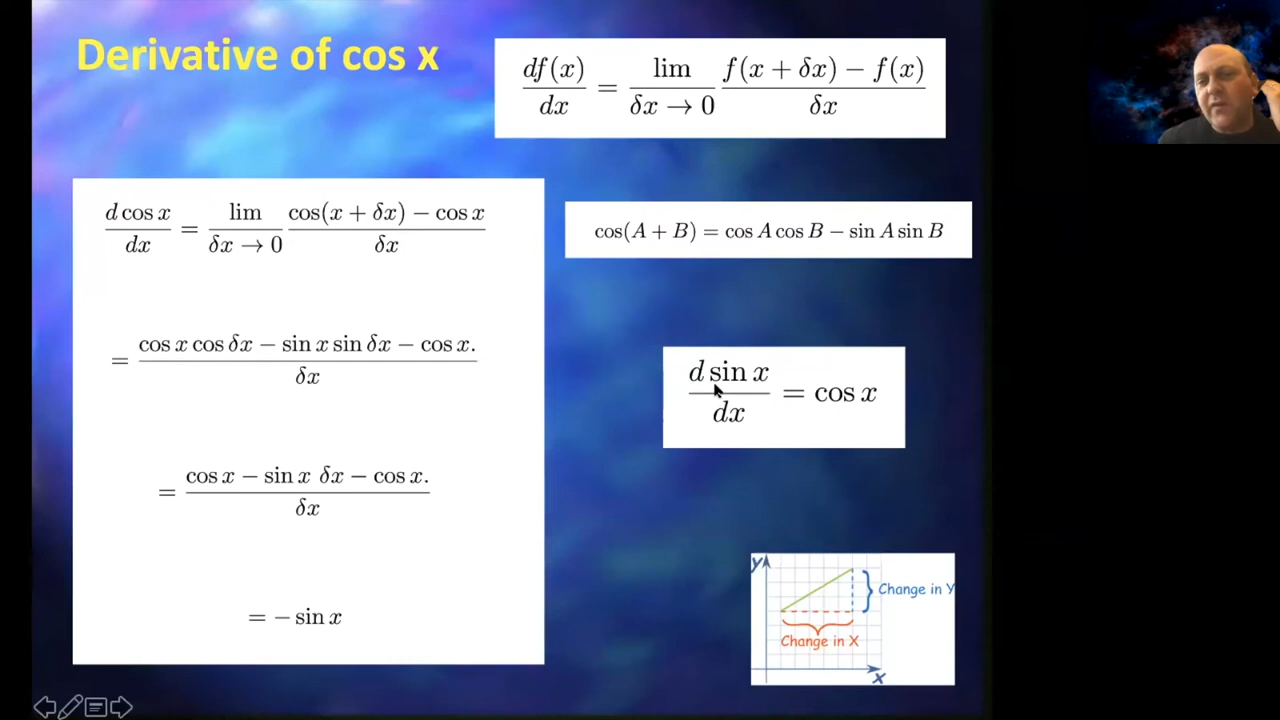 Derivative of cos x
df(x)/dx = lim δx → 0 f(x + δx) − f(x)/δx
d cos x/dx = lim δx → 0 cos(x + δx) − cos x/δx
cos(A + B) = cos A cos B − sin A sin B
= cos x cos δx − sin x sin δx − cos x./δx
d sin x/dx = cos x
= cos x − sin x δx − cos x./δx
= − sin x
y
Change in Y
Change in X
x